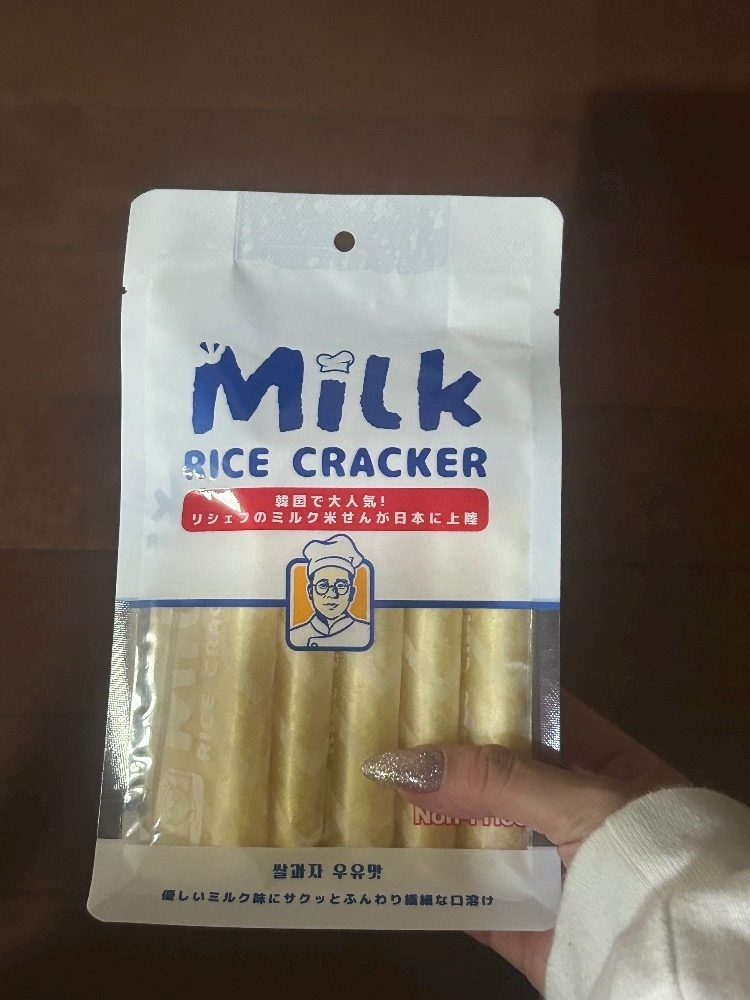 Milk
RICE CRACKER
韓国で大人気!
リシェフのミルク米せんが日本に上陸
RICE CRAC
쌀과자 우유맛
優しいミルク味にサクッとふんわり繊細な口溶け